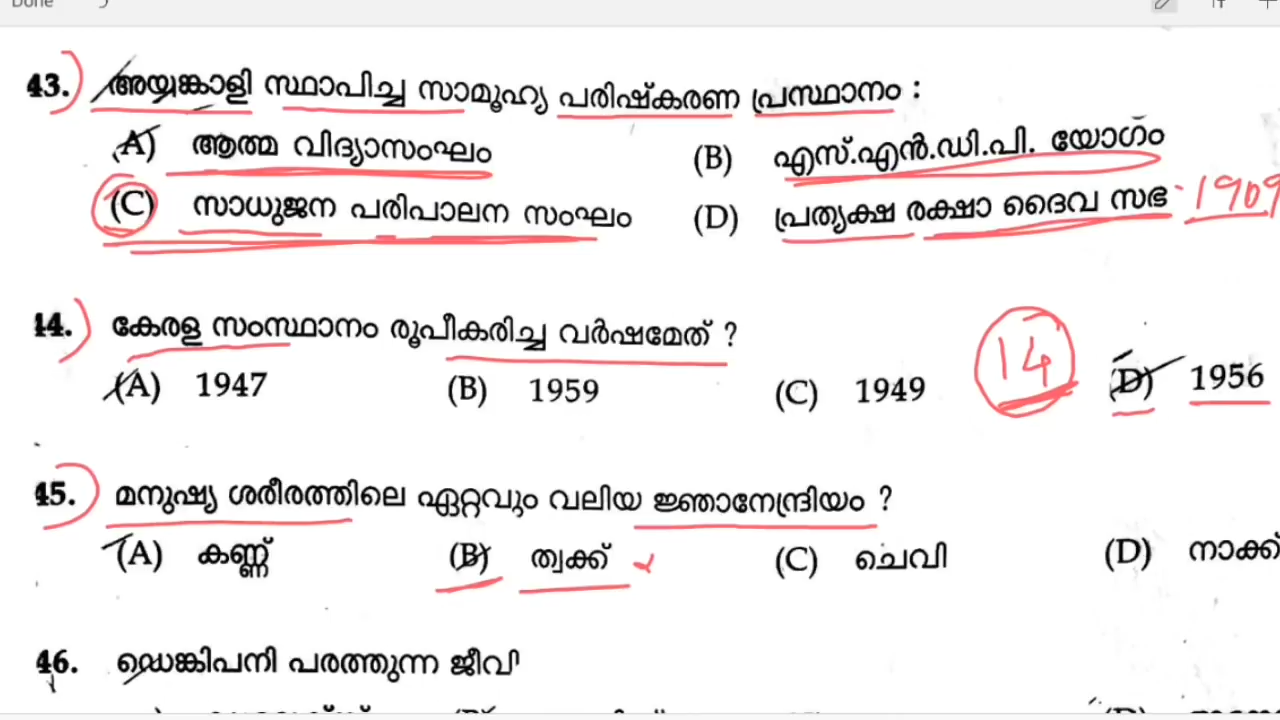 Done
43. അയ്യങ്കാളി സ്ഥാപിച്ച സാമൂഹ്യ പരിഷ്കരണ പ്രസ്ഥാനം :
(A) ആത്മ വിദ്യാസംഘം (B) എസ്.എൻ.ഡി.പി. യോഗം
(C) സാധുജന പരിപാലന സംഘം (D) പ്രത്യക്ഷ രക്ഷാ ദൈവ സഭ - 1909
44. കേരള സംസ്ഥാനം രൂപീകരിച്ച വർഷമേത് ?
14
(A) 1947 (B) 1959 (C) 1949 (D) 1956
45. മനുഷ്യ ശരീരത്തിലെ ഏറ്റവും വലിയ ജ്ഞാനേന്ദ്രിയം ?
(A) കണ്ണ് (B) ത്വക്ക് (C) ചെവി (D) നാക്ക്
46. ഡെങ്കിപനി പരത്തുന്ന ജീവി